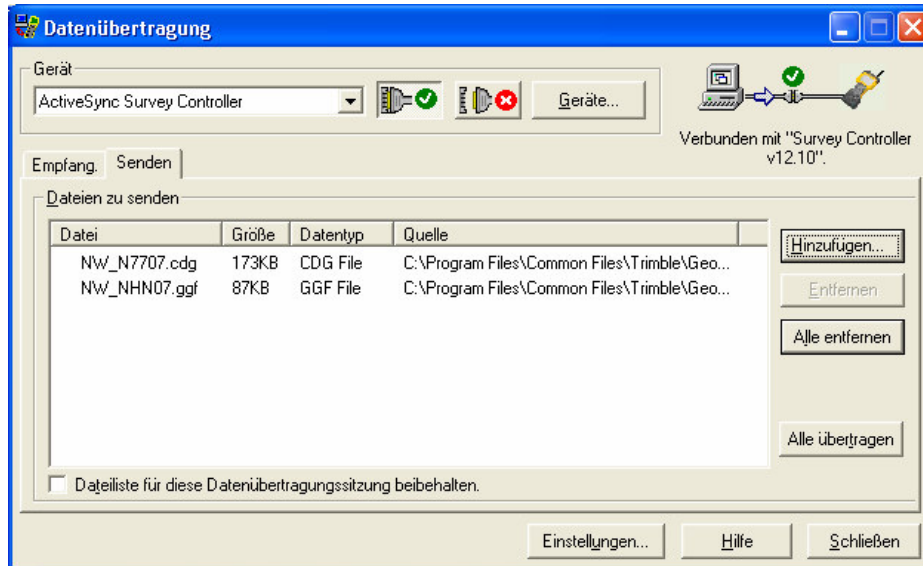 Datenübertragung
Gerät
ActiveSync Survey Controller
Geräte...
Verbunden mit "Survey Controller
v12.10".
Empfang. Senden
Dateien zu senden
Datei Größe Datentyp Quelle
NW_N7707.cdg 173KB CDG File C:\Program Files\Common Files\Trimble\Geo...
NW_NHN07.ggf 87KB GGF File C:\Program Files\Common Files\Trimble\Geo...
Hinzufügen...
Entfernen
Alle entfernen
Alle übertragen
Dateiliste für diese Datenübertragungssitzung beibehalten.
Einstellungen... Hilfe Schließen